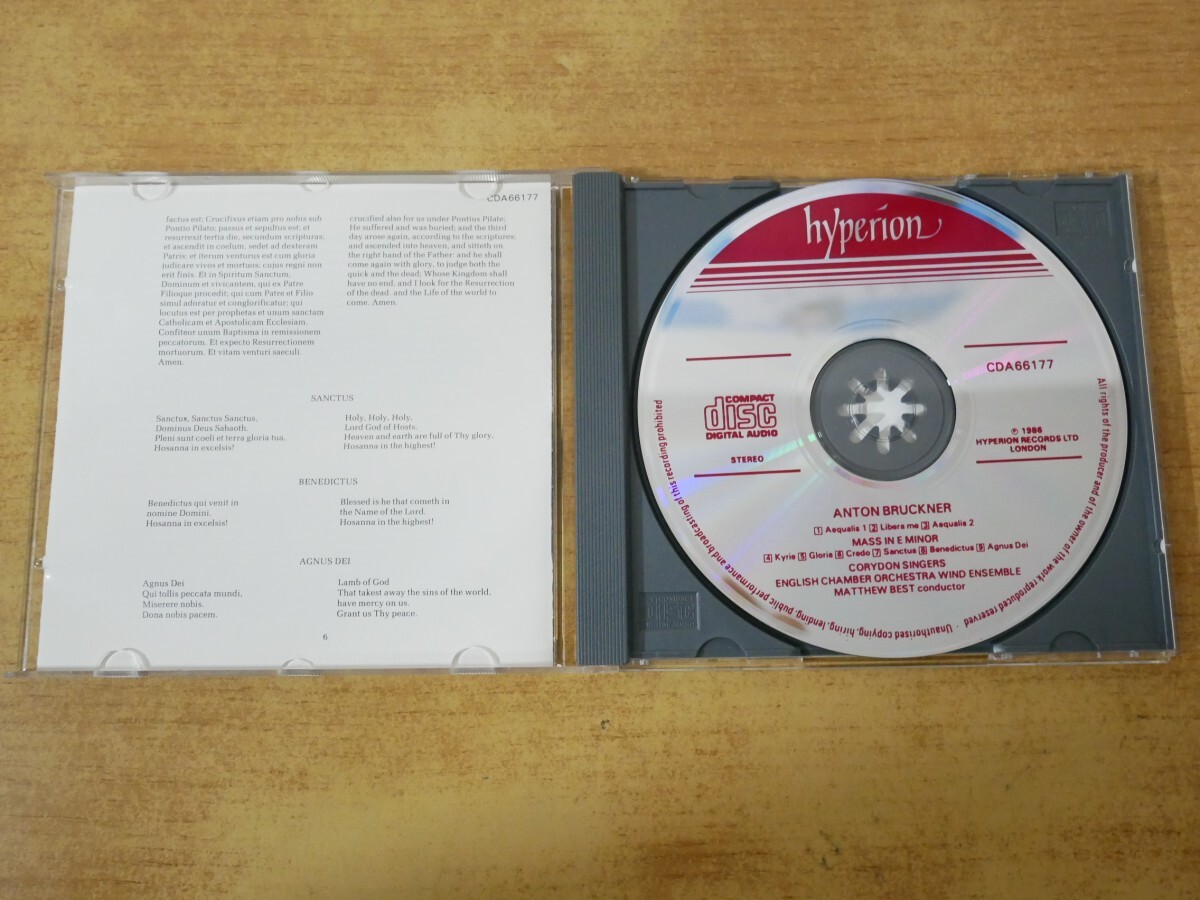 CDA66177
factus est; Crucifixus etiam pro nobis sub
Pontio Pilato; passus et sepultus est; et
resurrexit tertia die, secundum scripturas;
et ascendit in coelum, sedet ad dexteram
Patris; et iterum venturus est cum gloria
judicare vivos et mortuos; cujus regni non
erit finis. Et in Spiritum Sanctum,
Dominum et vivicantem, qui ex Patre
Filioque procedit; qui cum Patre et Filio
simul adoratur et conglorificatur; qui
locutus est per prophetas et unum sanctam
Catholicam et Apostolicam Ecclesiam.
Confiteor unum Baptisma in remissionem
peccatorum. Et expecto Resurrectionem
mortuorum. Et vitam venturi saeculi.
Amen.
crucified also for us under Pontius Pilate;
He suffered and was buried; and the third
day arose again, according to the scriptures;
and ascended into heaven, and sitteth on
the right hand of the Father: and he shall
come again with glory, to judge both the
quick and the dead; Whose Kingdom shall
have no end, and I look for the Resurrection
of the dead. and the Life of the world to
come. Amen.
SANCTUS
Sanctus, Sanctus Sanctus,
Dominus Deus Sabaoth.
Pleni sunt coeli et terra gloria tua.
Hosanna in excelsis!
Holy, Holy, Holy,
Lord God of Hosts.
Heaven and earth are full of Thy glory,
Hosanna in the highest!
BENEDICTUS
Benedictus qui venit in
nomine Domini.
Hosanna in excelsis!
Blessed is he that cometh in
the Name of the Lord.
Hosanna in the highest!
AGNUS DEI
Agnus Dei
Qui tollis peccata mundi,
Miserere nobis.
Dona nobis pacem.
Lamb of God
That takest away the sins of the world,
have mercy on us.
Grant us Thy peace.
6
hyperion
CDA66177
COMPACT
disc
DIGITAL AUDIO
STEREO
℗ 1986
HYPERION RECORDS LTD
LONDON
ANTON BRUCKNER
1 Aequalis 1 2 Libera me 3 Aequalis 2
MASS IN E MINOR
4 Kyrie 5 Gloria 6 Credo 7 Sanctus 8 Benedictus 9 Agnus Dei
CORYDON SINGERS
ENGLISH CHAMBER ORCHESTRA WIND ENSEMBLE
MATTHEW BEST conductor
All rights of the producer and of the owner of the work reproduced reserved · Unauthorised copying, hiring, lending, public performance and broadcasting of this recording prohibited